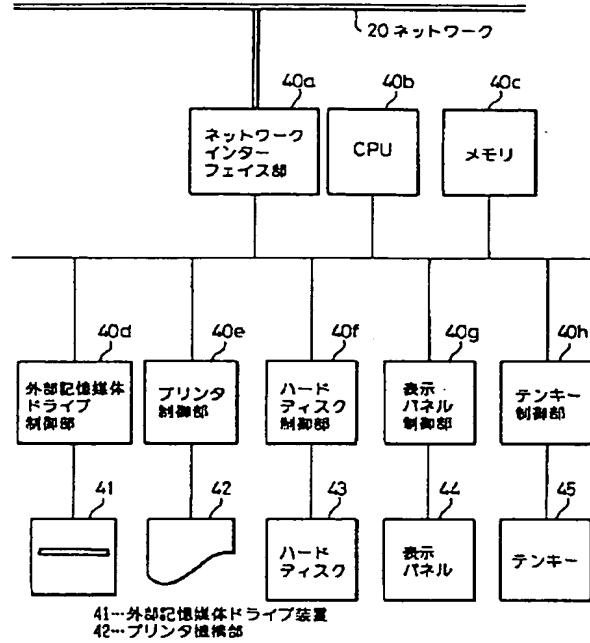 20 ネットワーク
40a
40b
40c
ネットワーク
インター
フェイス部
CPU
メモリ
40d
40e
40f
40g
40h
外部記憶媒体
ドライブ
制御部
プリンタ
制御部
ハード
ディスク
制御部
表示
パネル
制御部
テンキー
制御部
41
42
43
44
45
ハード
ディスク
表示
パネル
テンキー
41…外部記憶媒体ドライブ装置
42…プリンタ機構部